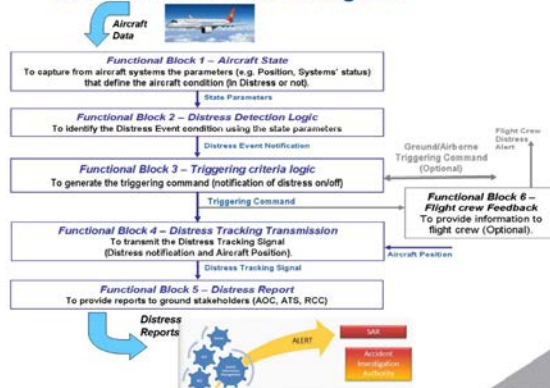 Aircraft
Data
Functional Block 1 – Aircraft State
To capture from aircraft systems the parameters (e.g. Position, Systems' status)
that define the aircraft condition (In Distress or not).
State Parameters
Functional Block 2 – Distress Detection Logic
To identify the Distress Event condition using the state parameters
Distress Event Notification
Functional Block 3 – Triggering criteria logic
To generate the triggering command (notification of distress on/off)
Ground/Airborne
Triggering Command
(Optional)
Flight Crew
Distress
Alert
Triggering Command
Functional Block 6 –
Flight crew Feedback
To provide information to
flight crew (Optional).
Functional Block 4 – Distress Tracking Transmission
To transmit the Distress Tracking Signal
(Distress notification and Aircraft Position).
Aircraft Position
Distress Tracking Signal
Functional Block 5 – Distress Report
To provide reports to ground stakeholders (AOC, ATS, RCC)
Distress
Reports
ALERT
SAR
Accident
Investigation
Authority